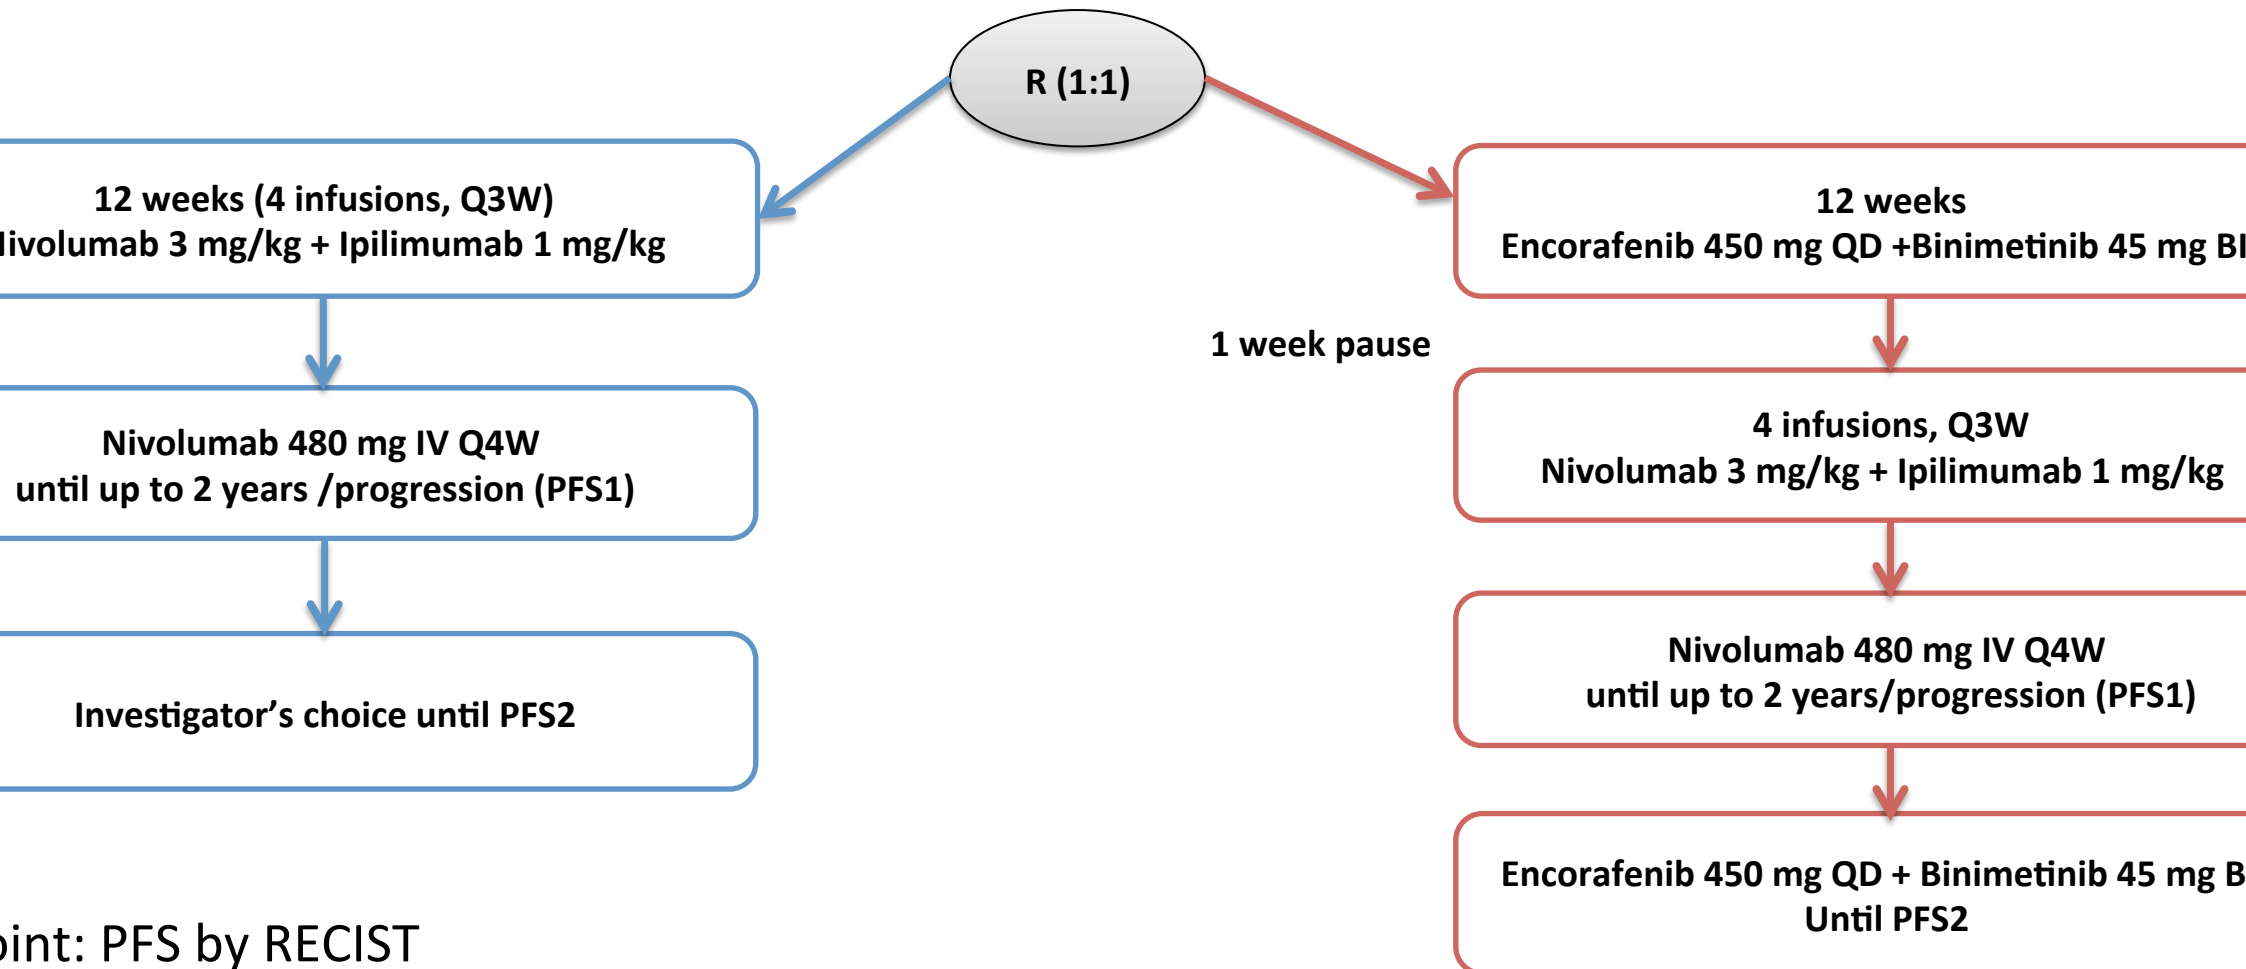 R (1:1)
12 weeks (4 infusions, Q3W)
3 mg/kg + Ipilimumab 1 mg/kg
Nivolumab 480 mg IV Q4W
until up to 2 years /progression (PFS1)
Investigator’s choice until PFS2
PFS by RECIST
12 weeks
Encorafenib 450 mg QD +Binimetinib 45 mg
1 week pause
4 infusions, Q3W
Nivolumab 3 mg/kg + Ipilimumab 1 mg/kg
Nivolumab 480 mg IV Q4W
until up to 2 years/progression (PFS1)
Encorafenib 450 mg QD + Binimetinib 45 mg
Until PFS2